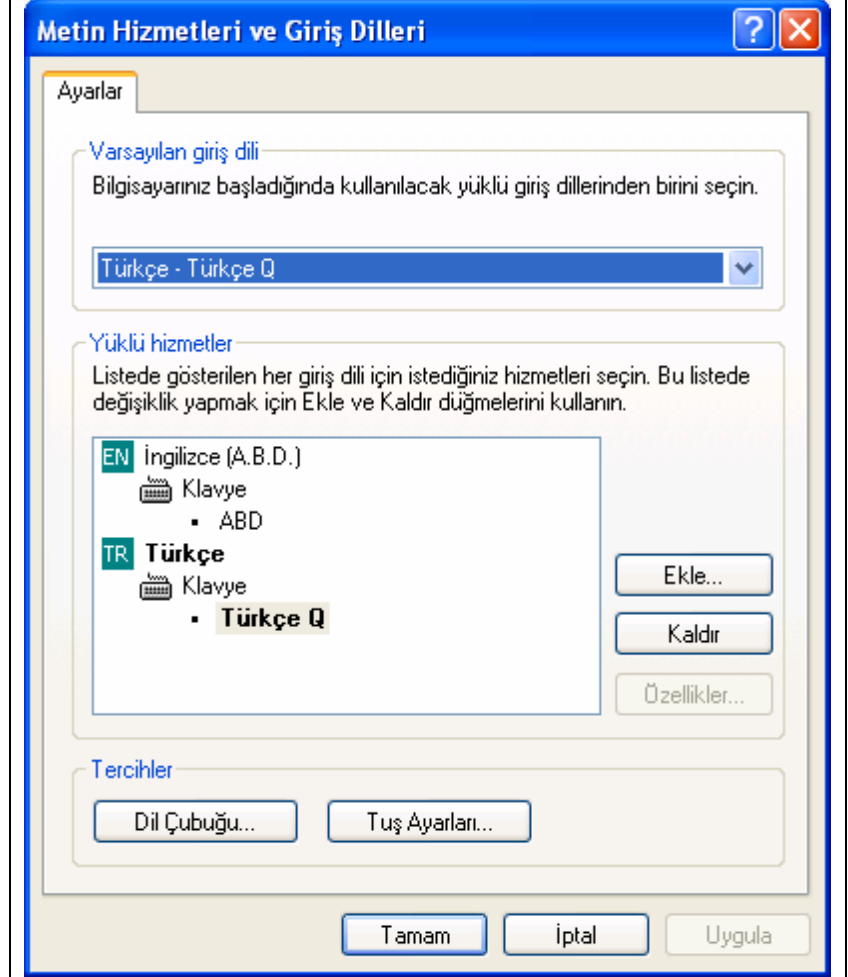 Metin Hizmetleri ve Giriş Dilleri
Ayarlar
Varsayılan giriş dili
Bilgisayarınız başladığında kullanılacak yüklü giriş dillerinden birini seçin.
Türkçe - Türkçe Q
Yüklü hizmetler
Listede gösterilen her giriş dili için istediğiniz hizmetleri seçin. Bu listede
değişiklik yapmak için Ekle ve Kaldır düğmelerini kullanın.
EN İngilizce (A.B.D.)
Klavye
▪ ABD
TR Türkçe
Klavye
▪ Türkçe Q
Ekle...
Kaldır
Özellikler...
Tercihler
Dil Çubuğu... Tuş Ayarları...
Tamam İptal Uygula